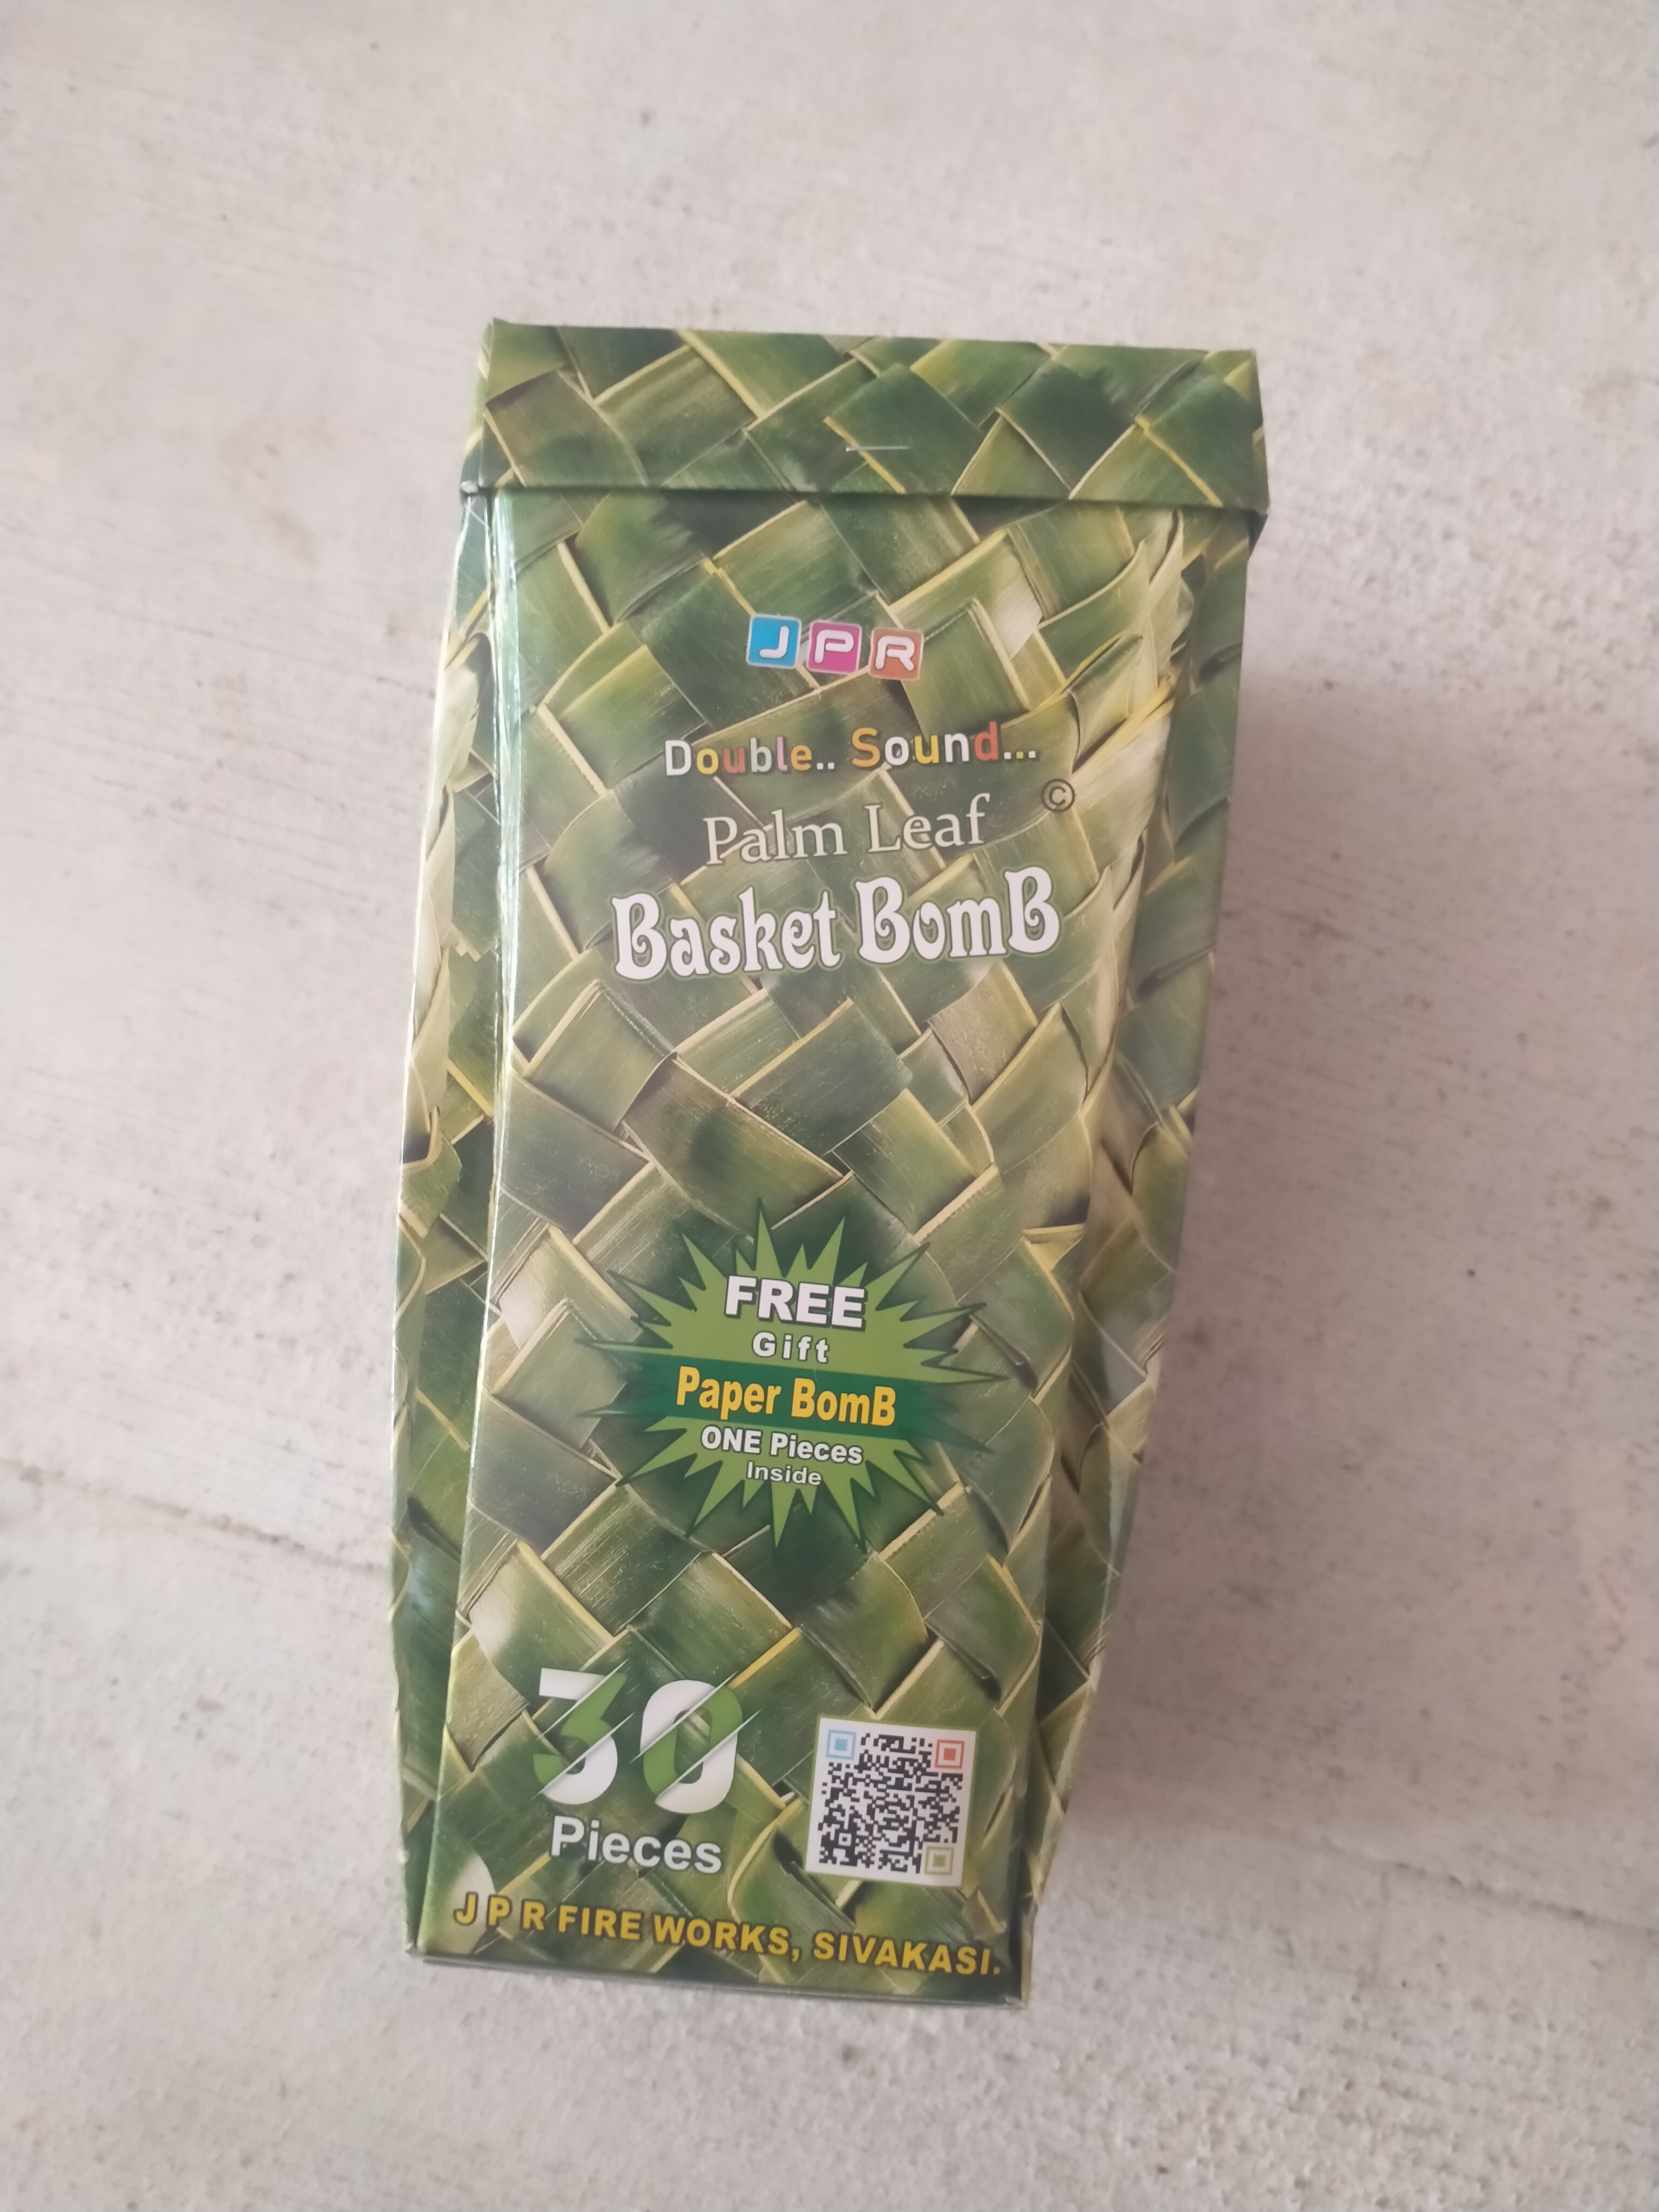 JPR
Double.. Sound...
Palm Leaf ©
Basket BomB
FREE
Gift
Paper BomB
ONE Pieces
Inside
30
Pieces
J P R FIRE WORKS, SIVAKASI.